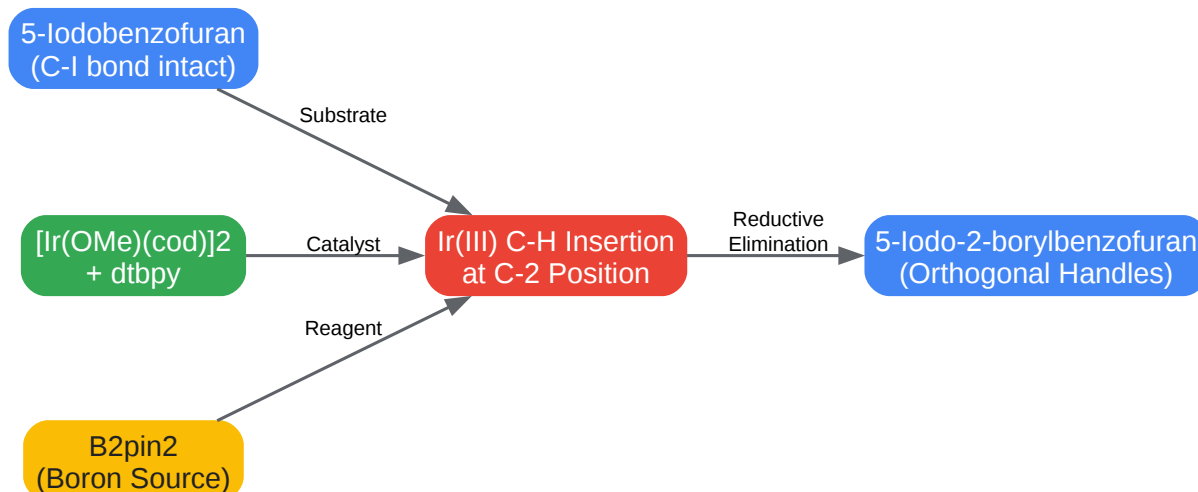 5-Iodobenzofuran
(C-I bond intact)
Substrate
[Ir(OMe)(cod)]2
+ dtbpy
Catalyst
Ir(III) C-H Insertion
at C-2 Position
Reductive
Elimination
5-Iodo-2-borylbenzofuran
(Orthogonal Handles)
Reagent
B2pin2
(Boron Source)